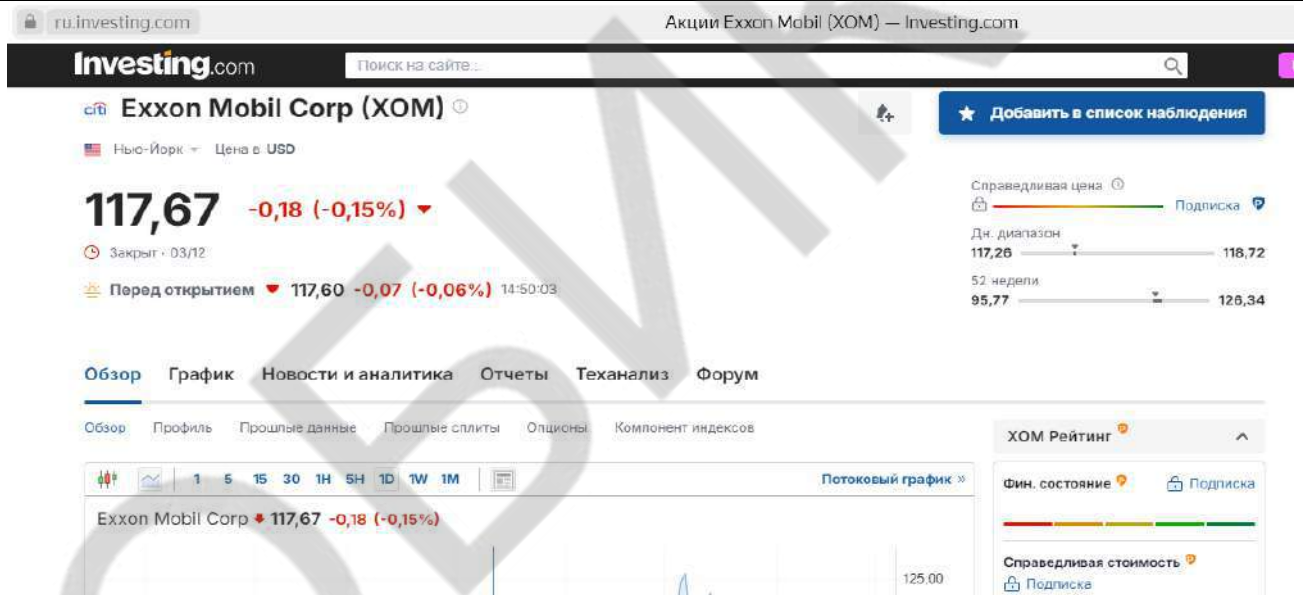 ru.investing.com
Акции Exxon Mobil (XOM) — Investing.com
Investing.com
Поиск на сайте...
citi Exxon Mobil Corp (XOM)
Добавить в список наблюдения
Нью-Йорк Цена в USD
117,67 -0,18 (-0,15%)
Закрыт · 03/12
Перед открытием 117,60 -0,07 (-0,06%) 14:50:03
Справедливая цена
Подписка
Дн. диапазон
117,26 118,72
52 недели
95,77 126,34
Обзор График Новости и аналитика Отчеты Теханализ Форум
Обзор Профиль Прошлые данные Прошлые сплиты Опционы Компонент индексов
1 5 15 30 1H 5H 1D 1W 1M
Потоковый график »
Exxon Mobil Corp 117,67 -0,18 (-0,15%)
125.00
XOM Рейтинг
Фин. состояние Подписка
Справедливая стоимость
Подписка